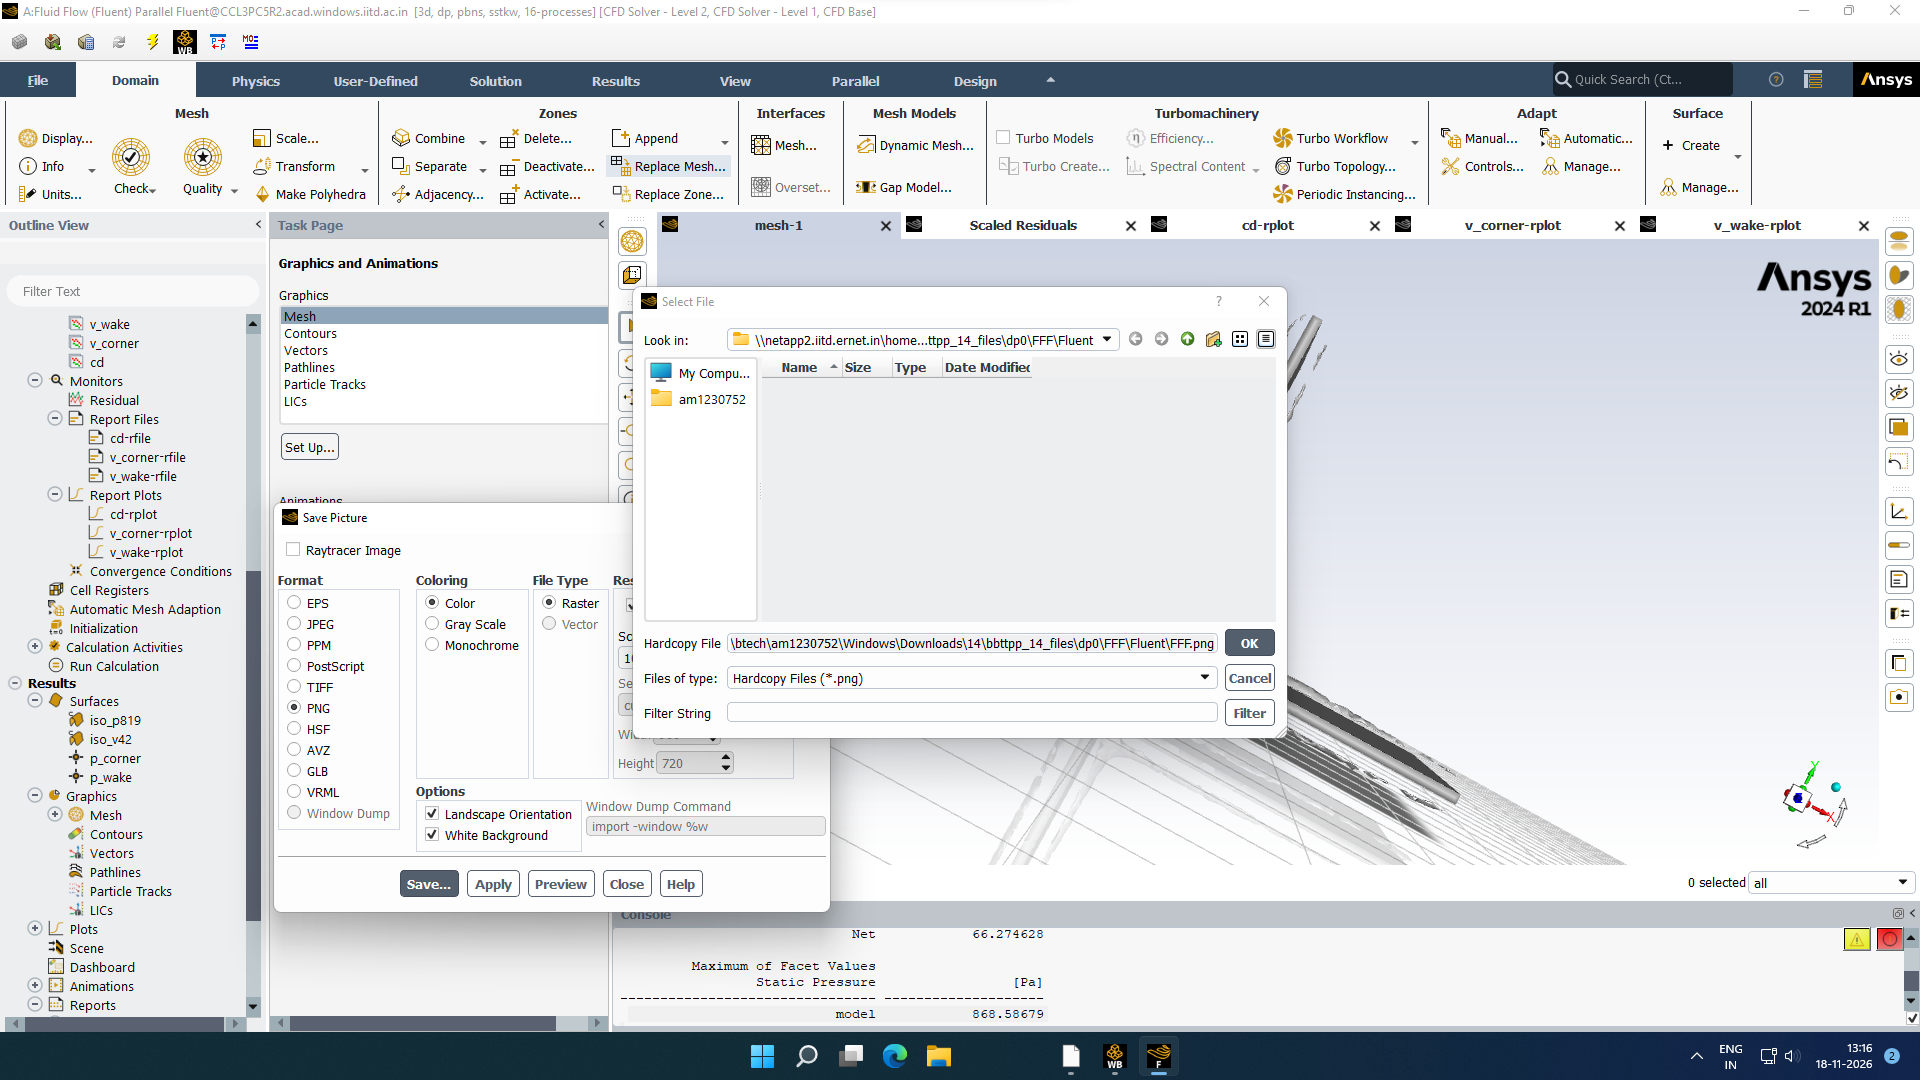 A:Fluid Flow (Fluent) Parallel Fluent@CCL3PC5R2.acad.windows.iitd.ac.in [3d, dp, pbns, sstkw, 16-processes] [CFD Solver - Level 2, CFD Solver - Level 1, CFD Base]
File Domain Physics User-Defined Solution Results View Parallel Design Quick Search (Ct... Ansys
Mesh Zones Interfaces Mesh Models Turbomachinery Adapt Surface
Display... Scale... Combine Delete... Append Mesh... Dynamic Mesh... Turbo Models Efficiency... Turbo Workflow Manual... Automatic... Create
Info Transform Separate Deactivate... Replace Mesh... Turbo Create... Spectral Content Turbo Topology... Controls... Manage...
Check Quality Overset... Gap Model... Manage...
Units... Make Polyhedra Adjacency... Activate... Replace Zone... Periodic Instancing...
Outline View
Task Page
mesh-1 Scaled Residuals cd-rplot v_corner-rplot v_wake-rplot
Filter Text
v_wake
v_corner
cd
Monitors
Residual
Report Files
cd-rfile
v_corner-rfile
v_wake-rfile
Report Plots
cd-rplot
v_corner-rplot
v_wake-rplot
Convergence Conditions
Cell Registers
Automatic Mesh Adaption
Initialization
Calculation Activities
Run Calculation
Results
Surfaces
iso_p819
iso_v42
p_corner
p_wake
Graphics
Mesh
Contours
Vectors
Pathlines
Particle Tracks
LICs
Plots
Scene
Dashboard
Animations
Reports
Graphics and Animations
Graphics
Mesh
Contours
Vectors
Pathlines
Particle Tracks
LICs
Set Up...
Animations
Ansys
2024 R1
Select File
?
Look in: \\netapp2.iitd.ernet.in\home...ttpp_14_files\dp0\FFF\Fluent
My Compu...
am1230752
Name Size Type Date Modified
Hardcopy File \btech\am1230752\Windows\Downloads\14\bbttpp_14_files\dp0\FFF\Fluent\FFF.png OK
Files of type: Hardcopy Files (*.png) Cancel
Filter String Filter
Save Picture
Raytracer Image
Format
EPS
JPEG
PPM
PostScript
TIFF
PNG
HSF
AVZ
GLB
VRML
Window Dump
Coloring
Color
Gray Scale
Monochrome
File Type
Raster
Vector
Height 720
Options
Landscape Orientation
White Background
Window Dump Command
import -window %w
Save... Apply Preview Close Help
Y
X
0 selected all
Console
Net 66.274628
Maximum of Facet Values
Static Pressure [Pa]
-------------------------------- --------------------
model 868.58679
WB
F
ENG
IN
13:16
18-11-2026
2